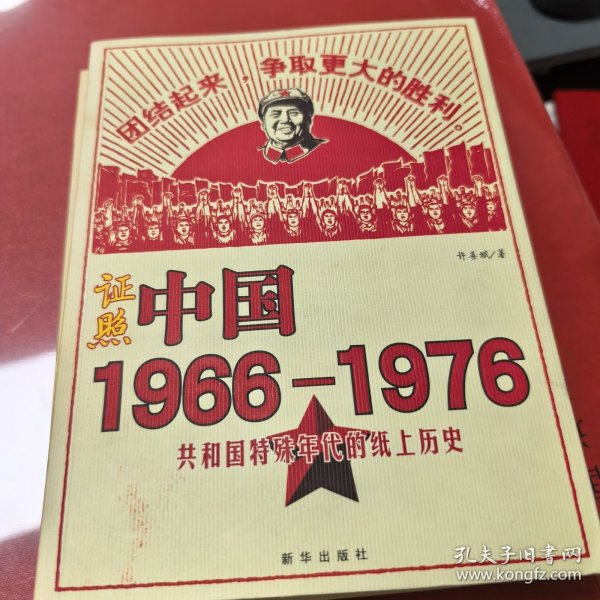 团结起来，争取更大的胜利。
许善斌/著
证照
中国
1966-1976
共和国特殊年代的纸上历史
新华出版社
孔夫子旧书网
www.kongfz.com